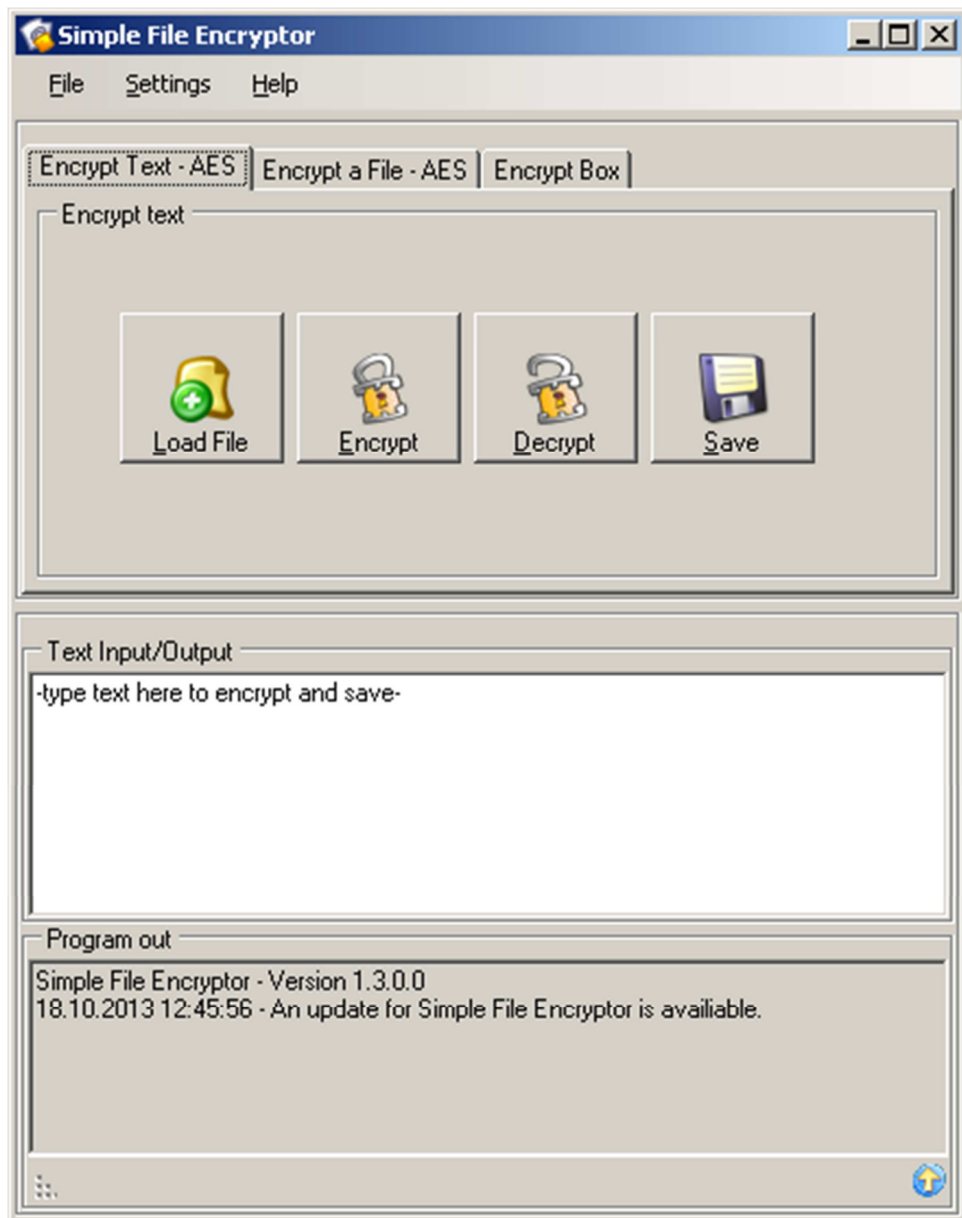 Simple File Encryptor
File Settings Help
Encrypt Text - AES Encrypt a File - AES Encrypt Box
Encrypt text
Load File Encrypt Decrypt Save
Text Input/Output
-type text here to encrypt and save-
Program out
Simple File Encryptor - Version 1.3.0.0
18.10.2013 12:45:56 - An update for Simple File Encryptor is availiable.